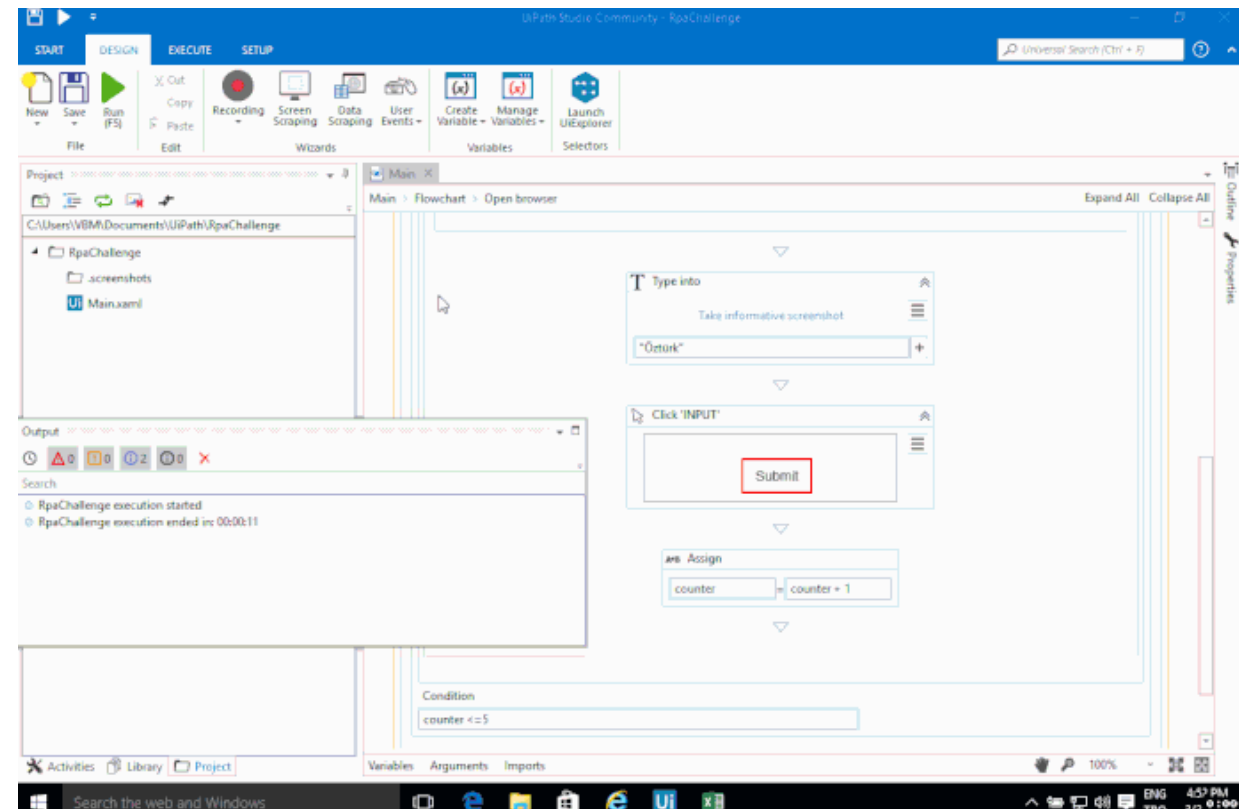 UiPath Studio Community - RpaChallenge
START DESIGN EXECUTE SETUP
Universal Search (Ctrl + F)
New Save Run (F5)
Cut
Copy
Paste
Recording Screen Scraping Data Scraping User Events
Create Variable Manage Variables
Launch UiExplorer
File Edit Wizards Variables Selectors
Project
Main
Main > Flowchart > Open browser
Expand All Collapse All
Outline
Properties
C:\Users\VBM\Documents\UiPath\RpaChallenge
RpaChallenge
.screenshots
Ui Main.xaml
T Type into
Take informative screenshot
"Öztürk"
+
Click 'INPUT'
Submit
A+B Assign
counter = counter + 1
Output
0 0 2 0
Search
RpaChallenge execution started
RpaChallenge execution ended in: 00:00:11
Condition
counter <=5
Activities Library Project
Variables Arguments Imports
100%
Search the web and Windows
Ui
ENG
4:57 PM